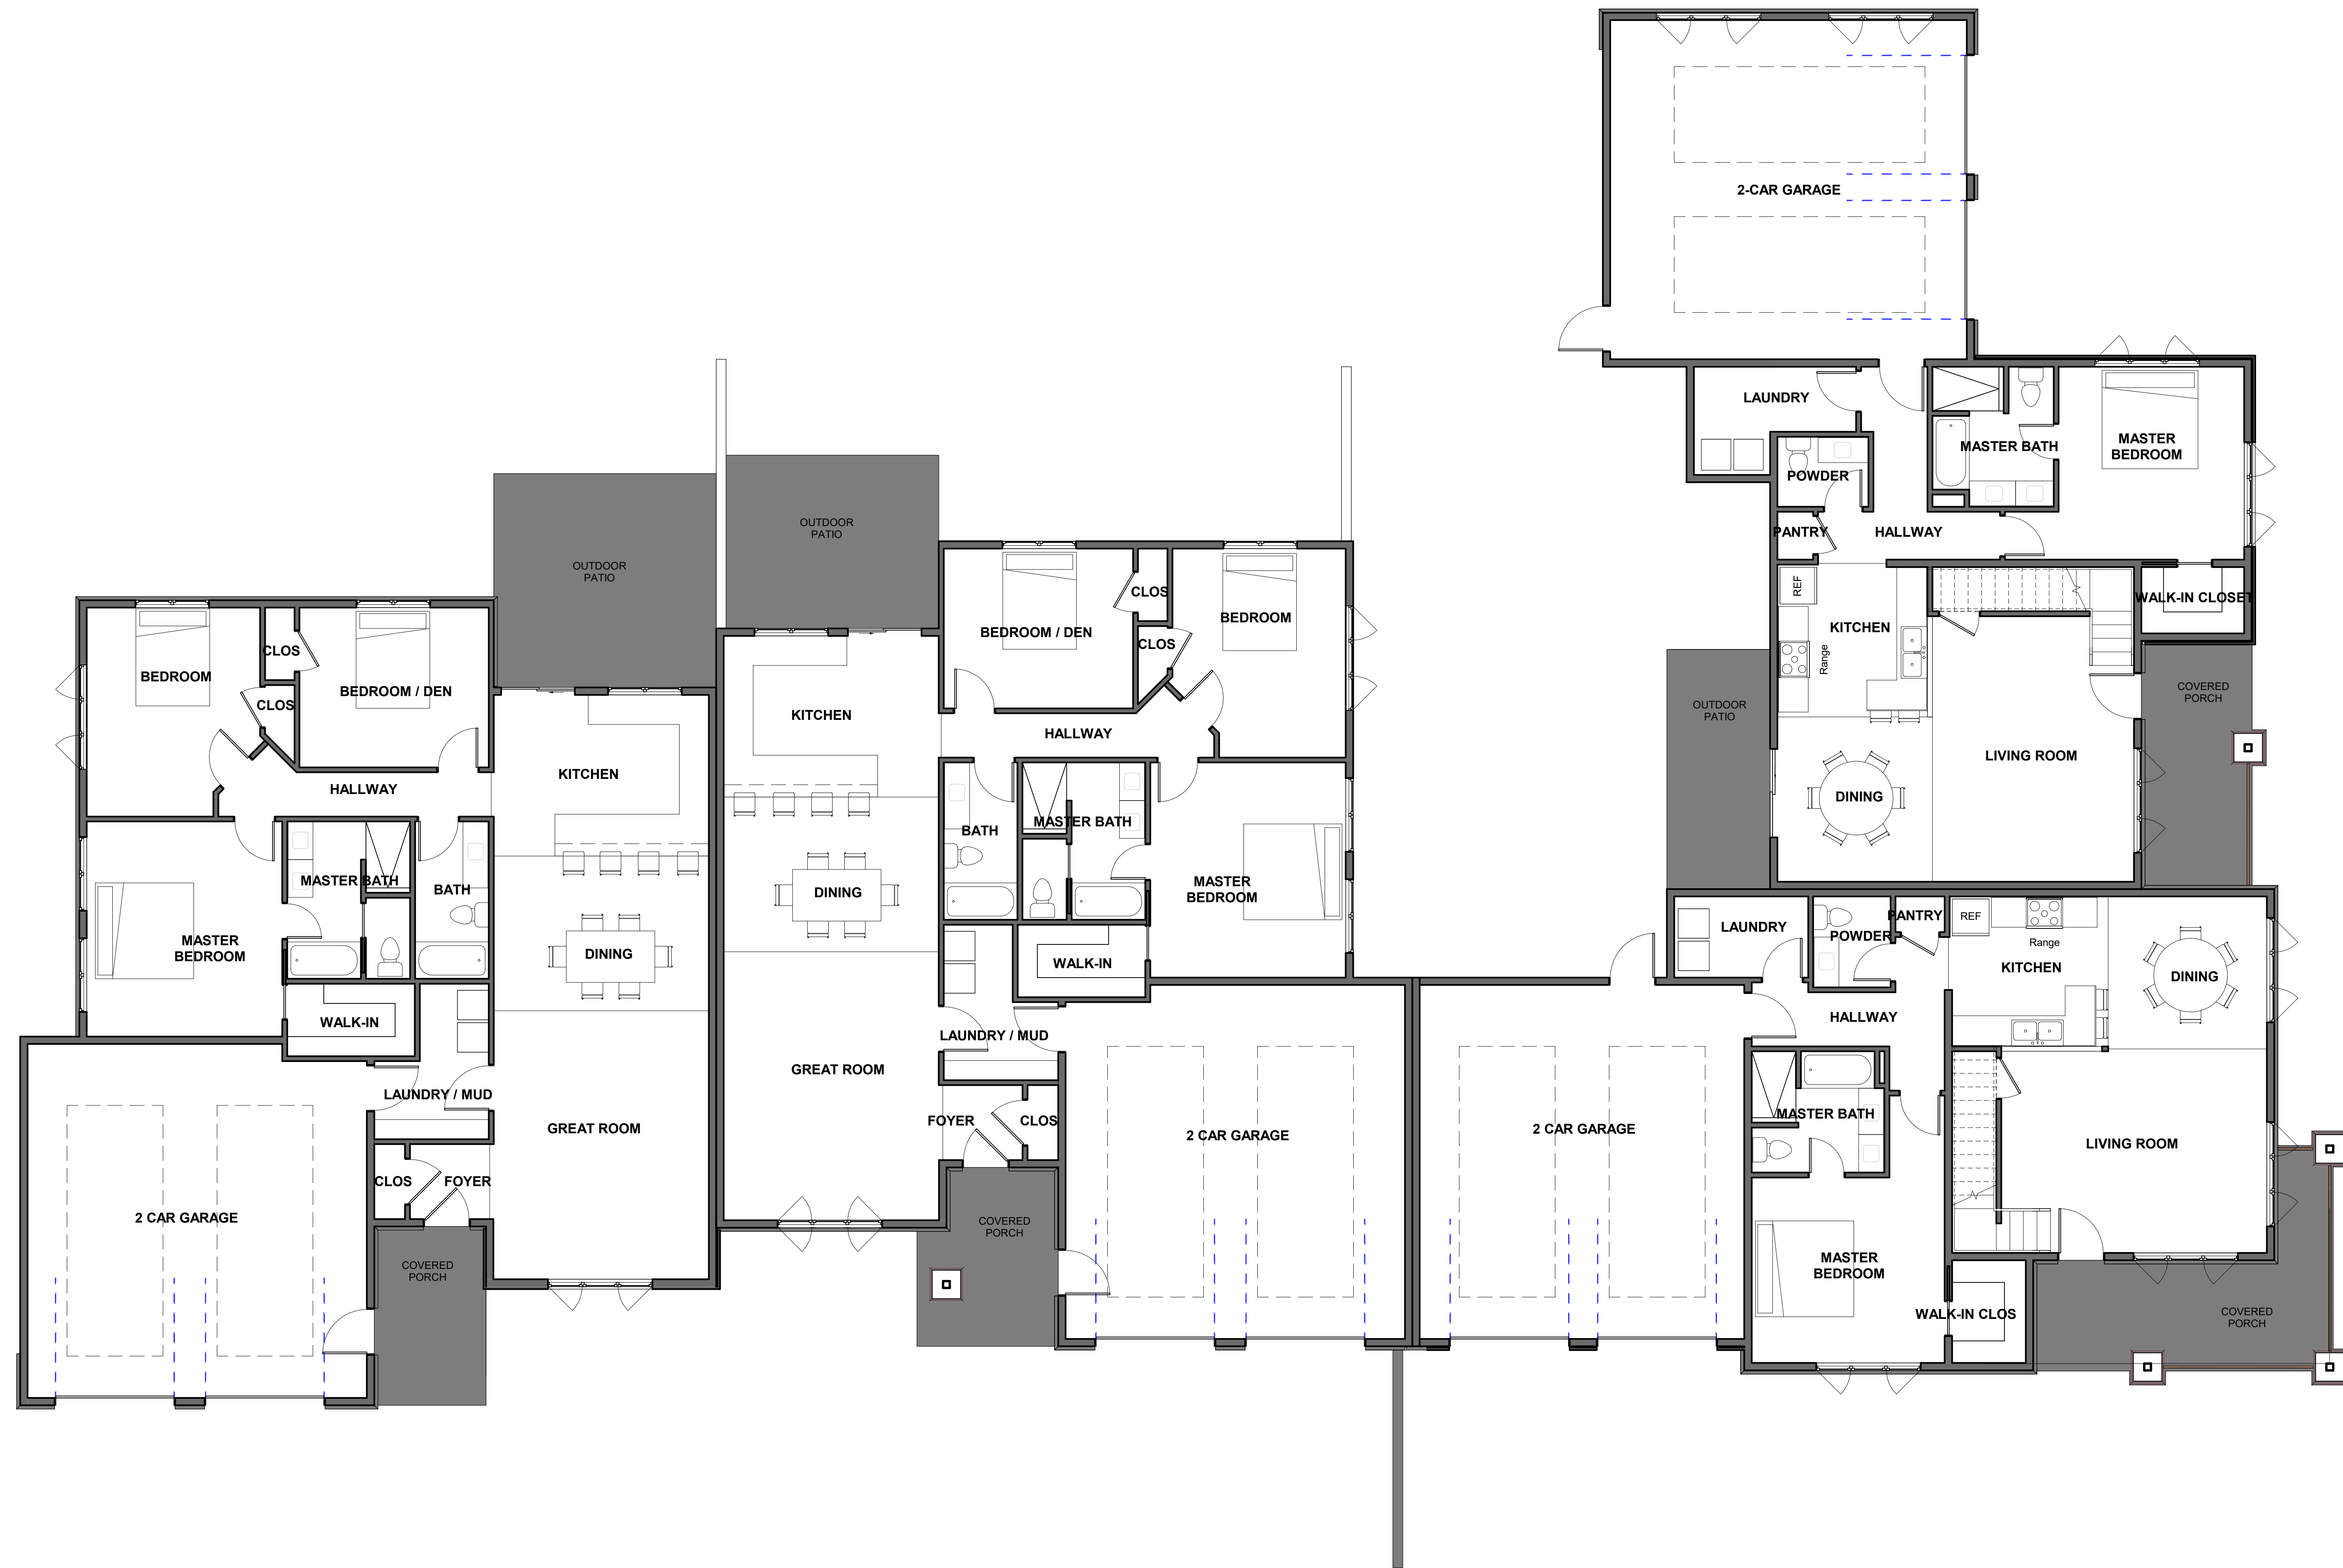 2-CAR GARAGE
LAUNDRY
MASTER BATH
MASTER
BEDROOM
POWDER
PANTRY
HALLWAY
REF
KITCHEN
Range
WALK-IN CLOSET
COVERED
PORCH
OUTDOOR
PATIO
LIVING ROOM
DINING
OUTDOOR
PATIO
BEDROOM
CLOS
CLOS
BEDROOM / DEN
HALLWAY
KITCHEN
MASTER BATH
BATH
MASTER
BEDROOM
DINING
WALK-IN
LAUNDRY / MUD
GREAT ROOM
CLOS
FOYER
2 CAR GARAGE
COVERED
PORCH
OUTDOOR
PATIO
BEDROOM / DEN
CLOS
BEDROOM
CLOS
KITCHEN
HALLWAY
BATH
MASTER BATH
DINING
MASTER
BEDROOM
WALK-IN
LAUNDRY / MUD
GREAT ROOM
FOYER
CLOS
2 CAR GARAGE
COVERED
PORCH
LAUNDRY
POWDER
PANTRY
REF
Range
KITCHEN
DINING
HALLWAY
2 CAR GARAGE
MASTER BATH
LIVING ROOM
MASTER
BEDROOM
WALK-IN CLOS
COVERED
PORCH